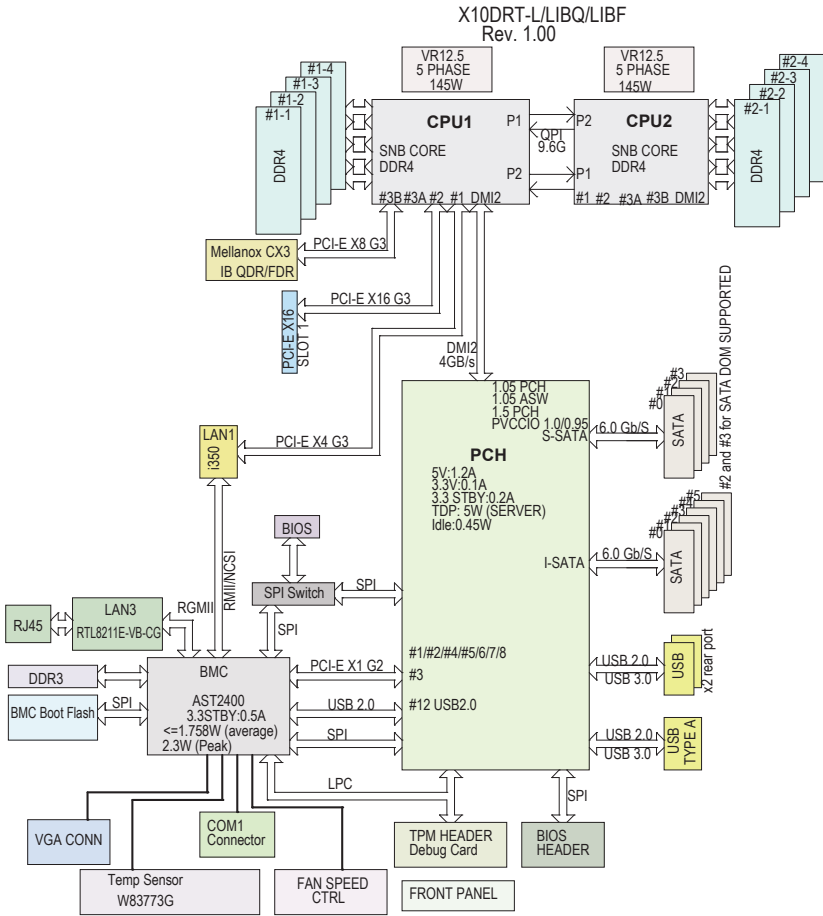 X10DRT-L/LIBQ/LIBF
Rev. 1.00
VR12.5
5 PHASE
145W
VR12.5
5 PHASE
145W
#1-4
#1-3
#1-2
#1-1
DDR4
CPU1
P1
SNB CORE
DDR4
P2
#3B #3A #2 #1 DMI2
QPI
9.6G
P2
CPU2
SNB CORE
DDR4
P1
#1 #2 #3A #3B DMI2
#2-4
#2-3
#2-2
#2-1
DDR4
Mellanox CX3
IB QDR/FDR
PCI-E X8 G3
PCI-E X16
SLOT 1
PCI-E X16 G3
DMI2
4GB/s
LAN1
i350
PCI-E X4 G3
1.05 PCH
1.05 ASW
1.5 PCH
PVCCIO 1.0/0.95
S-SATA
PCH
5V:1.2A
3.3V:0.1A
3.3 STBY:0.2A
TDP: 5W (SERVER)
Idle:0.45W
6.0 Gb/S
#3
#2
#1
#0
SATA
#2 and #3 for SATA DOM SUPPORTED
I-SATA
6.0 Gb/S
#5
#4
#3
#2
#1
#0
SATA
BIOS
SPI Switch
SPI
SPI
RMII/NCSI
RJ45
LAN3
RTL8211E-VB-CG
RGMII
DDR3
BMC Boot Flash
SPI
BMC
AST2400
3.3STBY:0.5A
<=1.758W (average)
2.3W (Peak)
PCI-E X1 G2
USB 2.0
SPI
#1/#2/#4/#5/6/7/8
#3
#12 USB2.0
USB 2.0
USB 3.0
USB
x2 rear port
USB 2.0
USB 3.0
USB
TYPE A
LPC
SPI
VGA CONN
COM1
Connector
TPM HEADER
Debug Card
BIOS
HEADER
Temp Sensor
W83773G
FAN SPEED
CTRL
FRONT PANEL